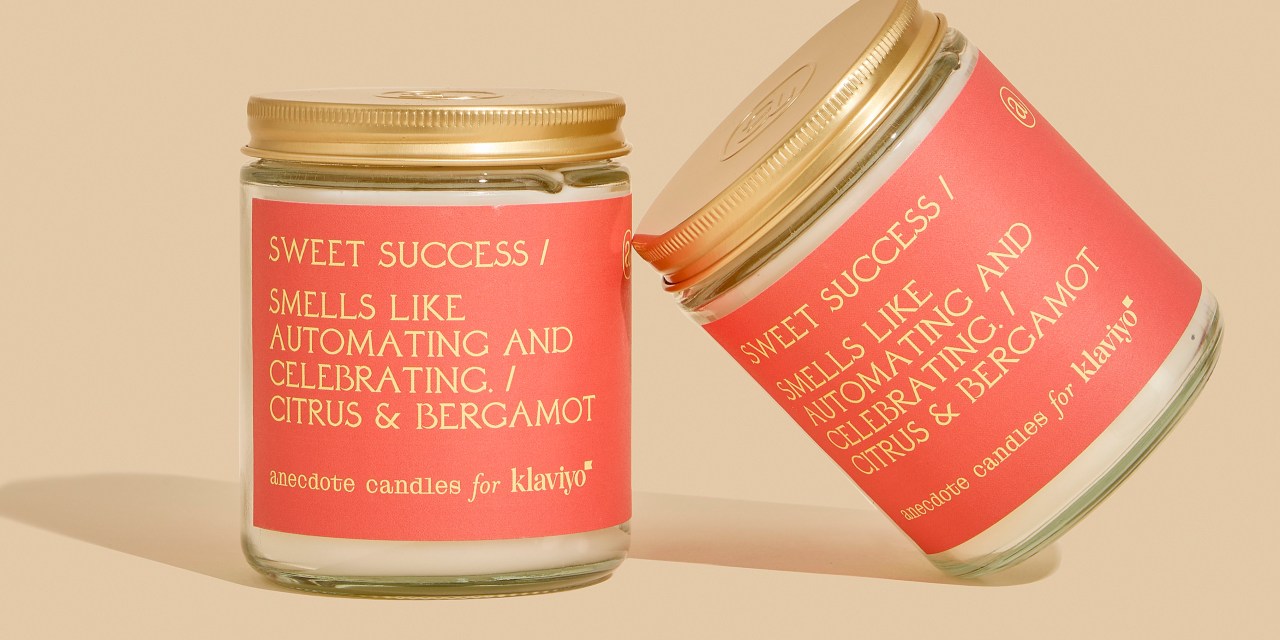 SWEET SUCCESS /
SMELLS LIKE
AUTOMATING AND
CELEBRATING. /
CITRUS & BERGAMOT
anecdote candles for klaviyo
@
SWEET SUCCESS /
SMELLS LIKE
AUTOMATING AND
CELEBRATING. /
CITRUS & BERGAMOT
anecdote candles for klaviyo